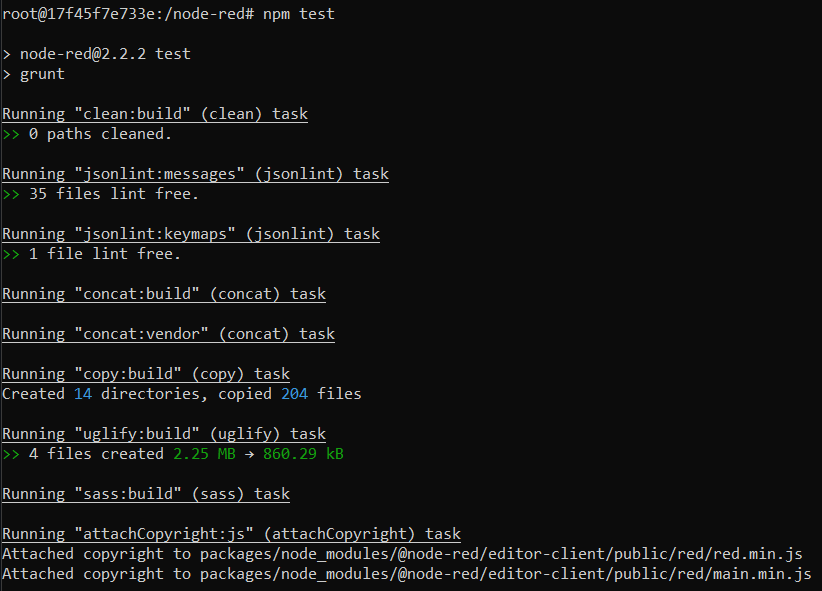 root@17f45f7e733e:/node-red# npm test
> node-red@2.2.2 test
> grunt
Running "clean:build" (clean) task
>> 0 paths cleaned.
Running "jsonlint:messages" (jsonlint) task
>> 35 files lint free.
Running "jsonlint:keymaps" (jsonlint) task
>> 1 file lint free.
Running "concat:build" (concat) task
Running "concat:vendor" (concat) task
Running "copy:build" (copy) task
Created 14 directories, copied 204 files
Running "uglify:build" (uglify) task
>> 4 files created 2.25 MB → 860.29 kB
Running "sass:build" (sass) task
Running "attachCopyright:js" (attachCopyright) task
Attached copyright to packages/node_modules/@node-red/editor-client/public/red/red.min.js
Attached copyright to packages/node_modules/@node-red/editor-client/public/red/main.min.js